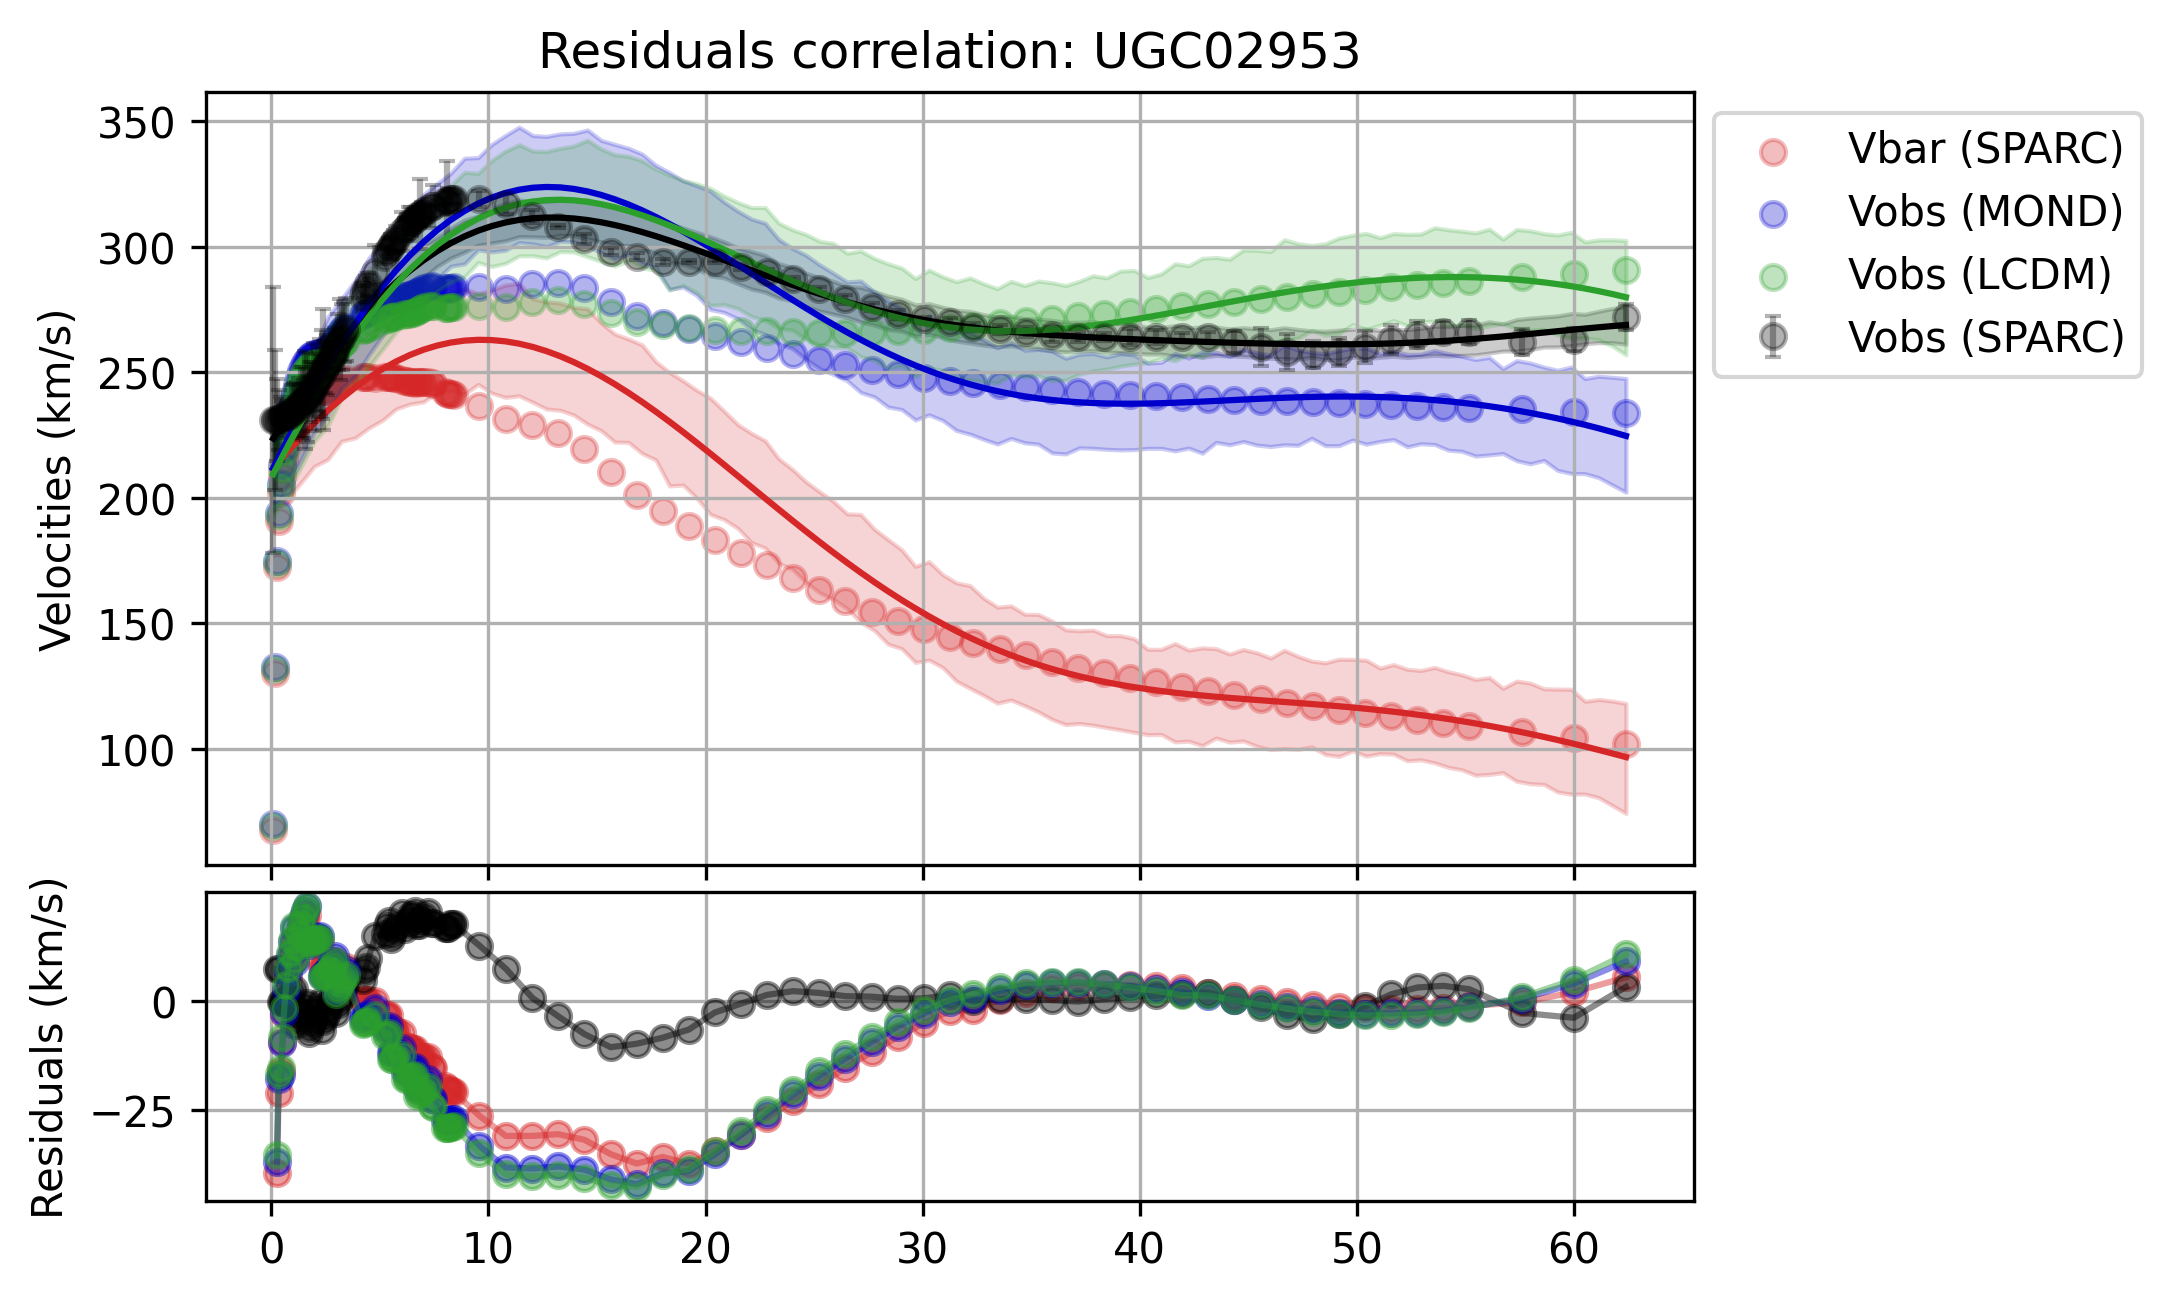 Residuals correlation: UGC02953
350
300
250
200
150
100
Velocities (km/s)
Vbar (SPARC)
Vobs (MOND)
Vobs (LCDM)
Vobs (SPARC)
0
−25
Residuals (km/s)
0 10 20 30 40 50 60